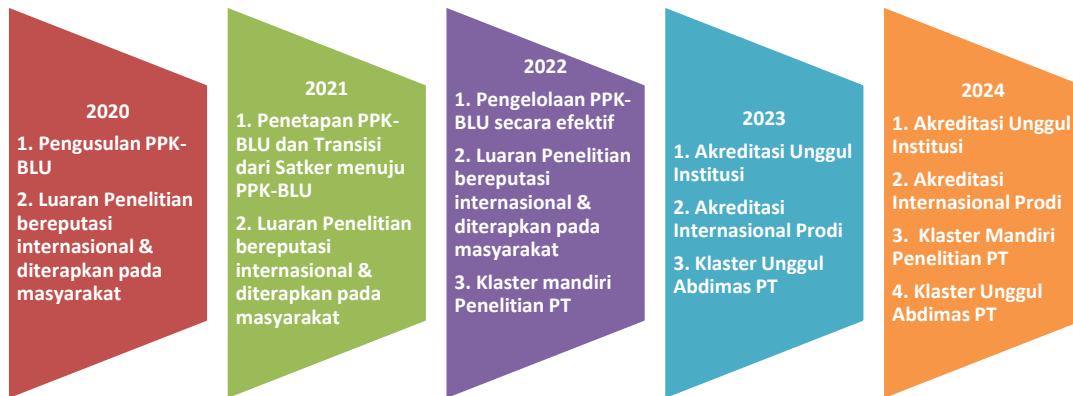 2020
1. Pengusulan PPK-
BLU
2. Luaran Penelitian
bereputasi
internasional &
diterapkan pada
masyarakat
2021
1. Penetapan PPK-
BLU dan Transisi
dari Satker menuju
PPK-BLU
2. Luaran Penelitian
bereputasi
internasional &
diterapkan pada
masyarakat
2022
1. Pengelolaan PPK-
BLU secara efektif
2. Luaran Penelitian
bereputasi
internasional &
diterapkan pada
masyarakat
3. Klaster mandiri
Penelitian PT
2023
1. Akreditasi Unggul
Institusi
2. Akreditasi
Internasional Prodi
3. Klaster Unggul
Abdimas PT
2024
1. Akreditasi Unggul
Institusi
2. Akreditasi
Internasional Prodi
3. Klaster Mandiri
Penelitian PT
4. Klaster Unggul
Abdimas PT